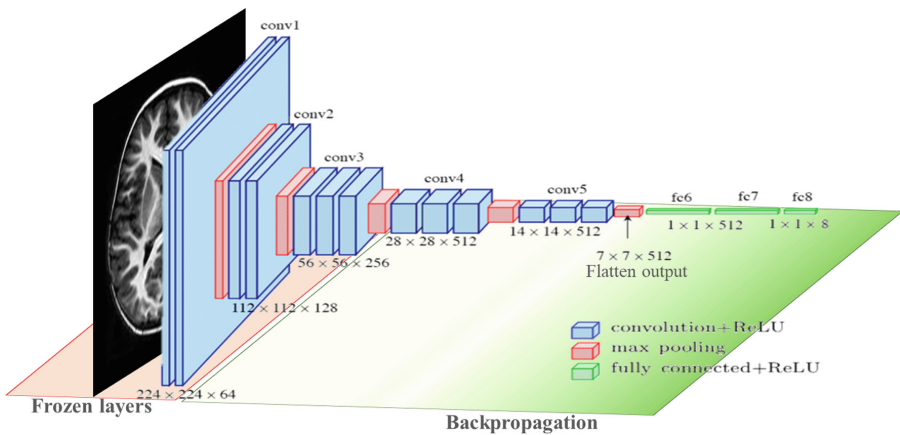 conv1
conv2
conv3
conv4
conv5
fc6
fc7
fc8
1 × 1 × 512
1 × 1 × 8
14 × 14 × 512
28 × 28 × 512
7 × 7 × 512
Flatten output
56 × 56 × 256
112 × 112 × 128
convolution+ReLU
max pooling
fully connected+ReLU
224 × 224 × 64
Frozen layers
Backpropagation